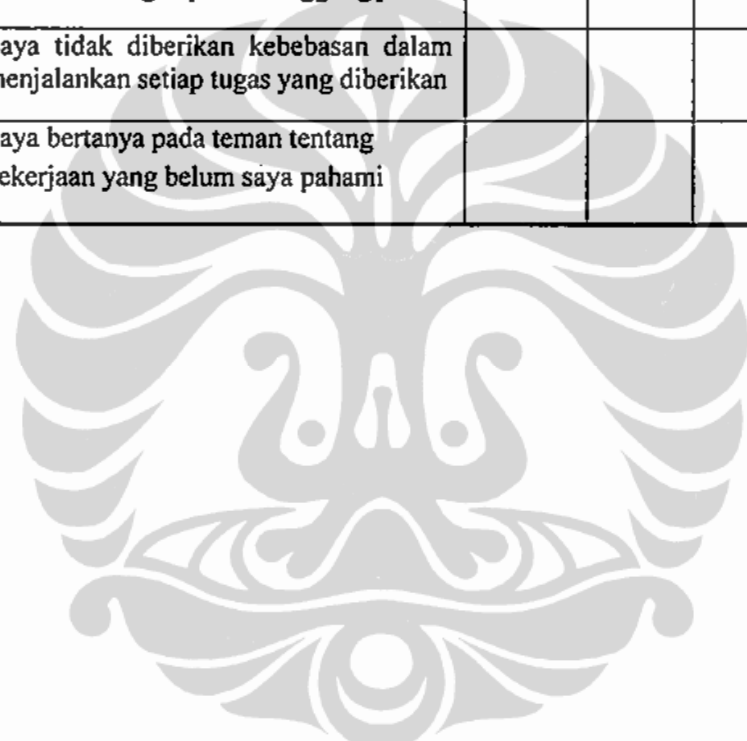 aya tidak diberikan kebebasan dalam
nenjalankan setiap tugas yang diberikan
aya bertanya pada teman tentang
ekerjaan yang belum saya pahami